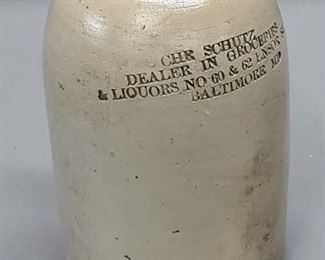 CHR SCHUTZ
DEALER IN GROCERIES
& LIQUORS NO 60 & 62
BALTIMORE MD